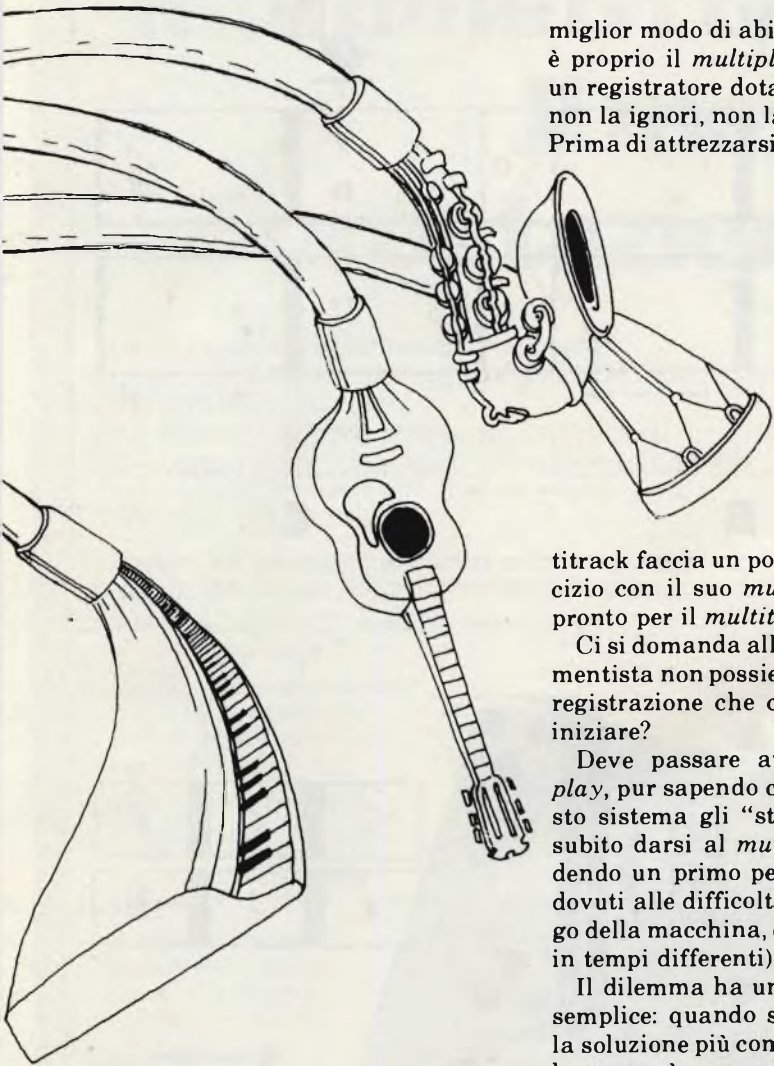 miglior modo di abi
è proprio il multipl
un registratore dota
non la ignori, non la
Prima di attrezzarsi
titrack faccia un po
cizio con il suo mu
pronto per il multit
Ci si domanda all
mentista non possie
registrazione che c
iniziare?
Deve passare at
play, pur sapendo c
sto sistema gli "st
subito darsi al mu
dendo un primo pe
dovuti alle difficolt
go della macchina, 
in tempi differenti)
Il dilemma ha un
semplice: quando s
la soluzione più con